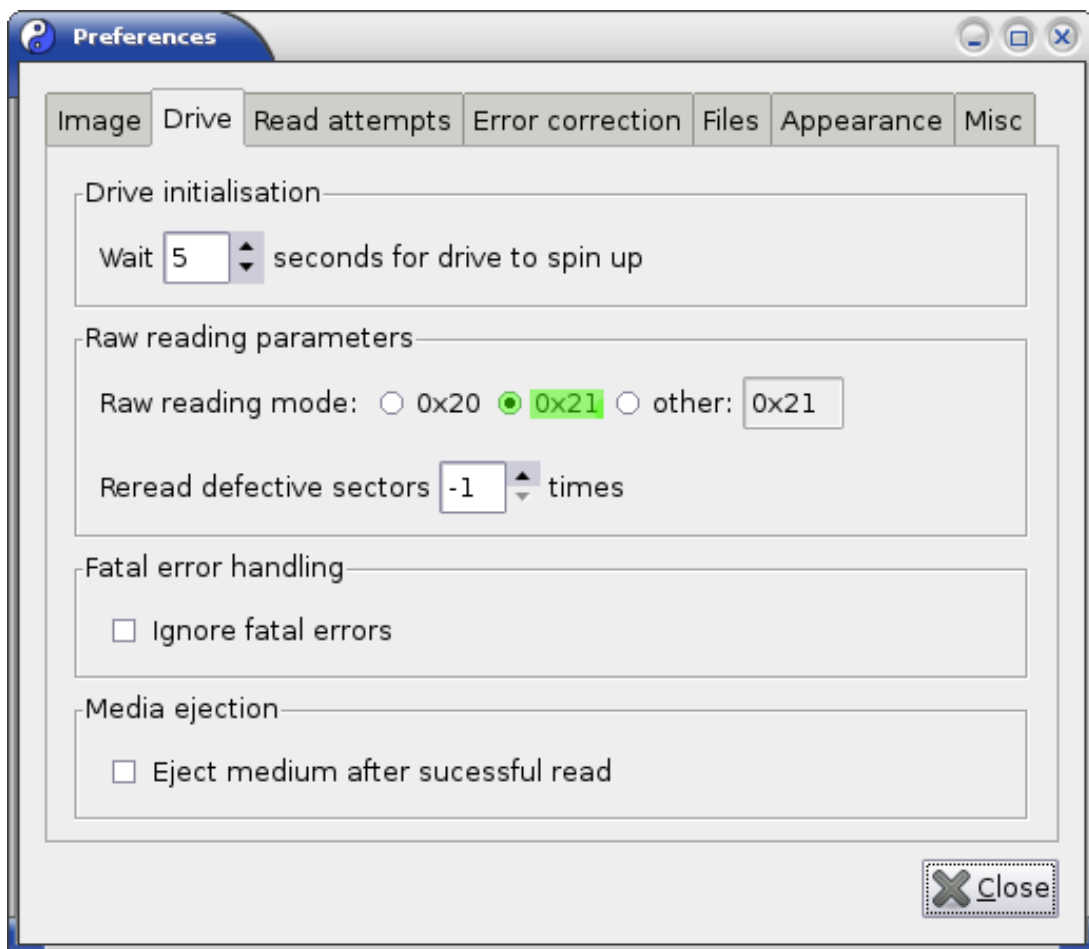 Preferences
Image Drive Read attempts Error correction Files Appearance Misc
Drive initialisation
Wait 5 seconds for drive to spin up
Raw reading parameters
Raw reading mode: 0x20 0x21 other: 0x21
Reread defective sectors -1 times
Fatal error handling
Ignore fatal errors
Media ejection
Eject medium after sucessful read
Close